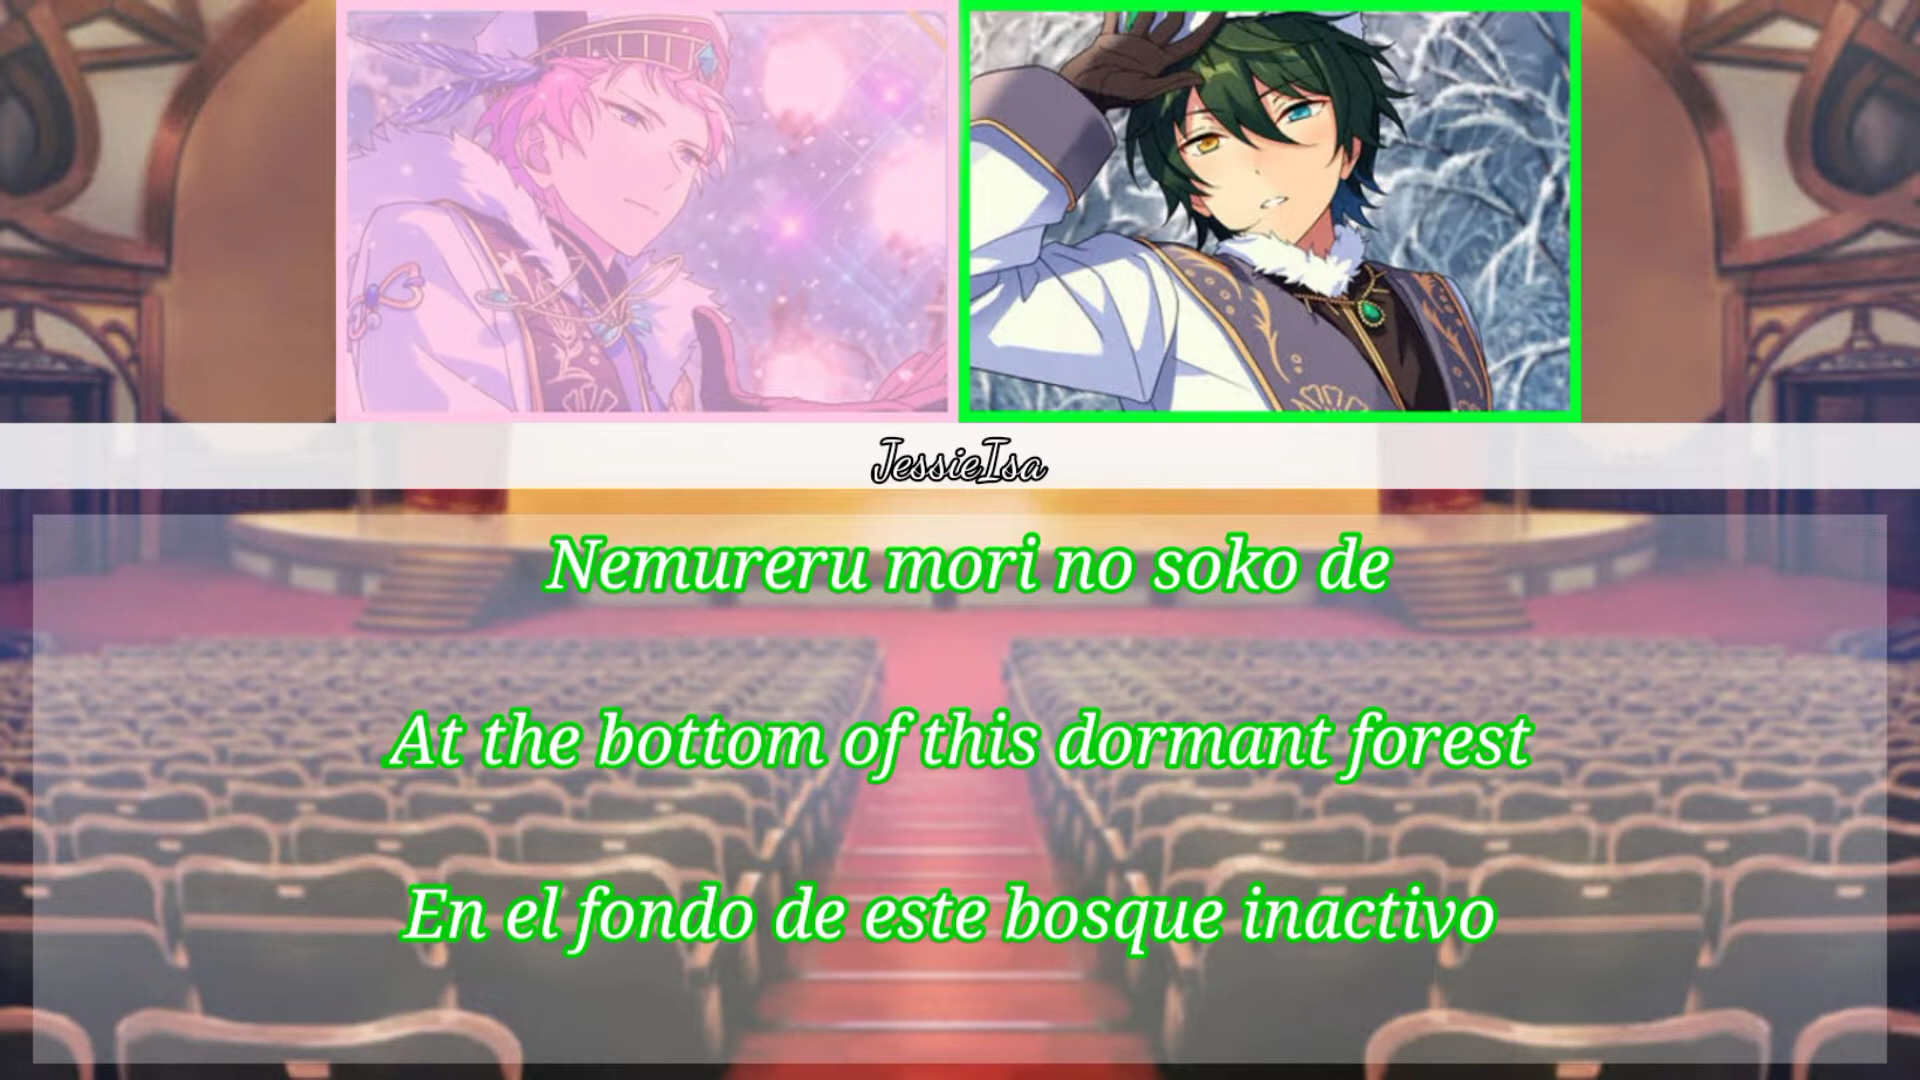 JessieIsa
Nemureru mori no soko de
At the bottom of this dormant forest
En el fondo de este bosque inactivo